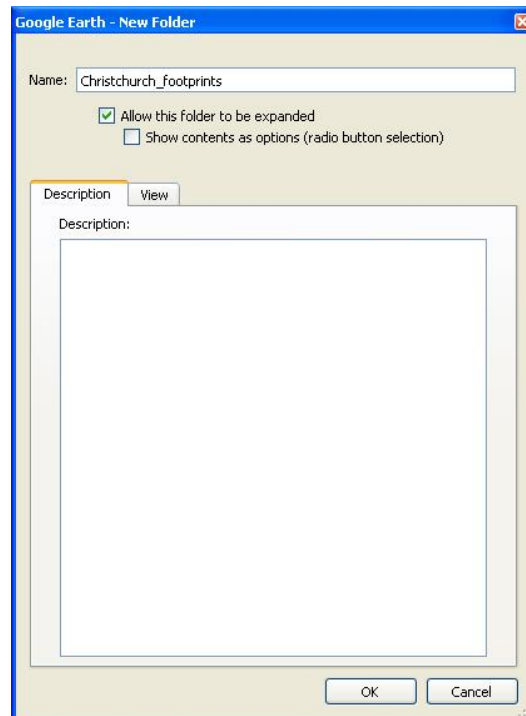 Google Earth - New Folder
Name: Christchurch_footprints
Allow this folder to be expanded
Show contents as options (radio button selection)
Description View
Description:
OK Cancel